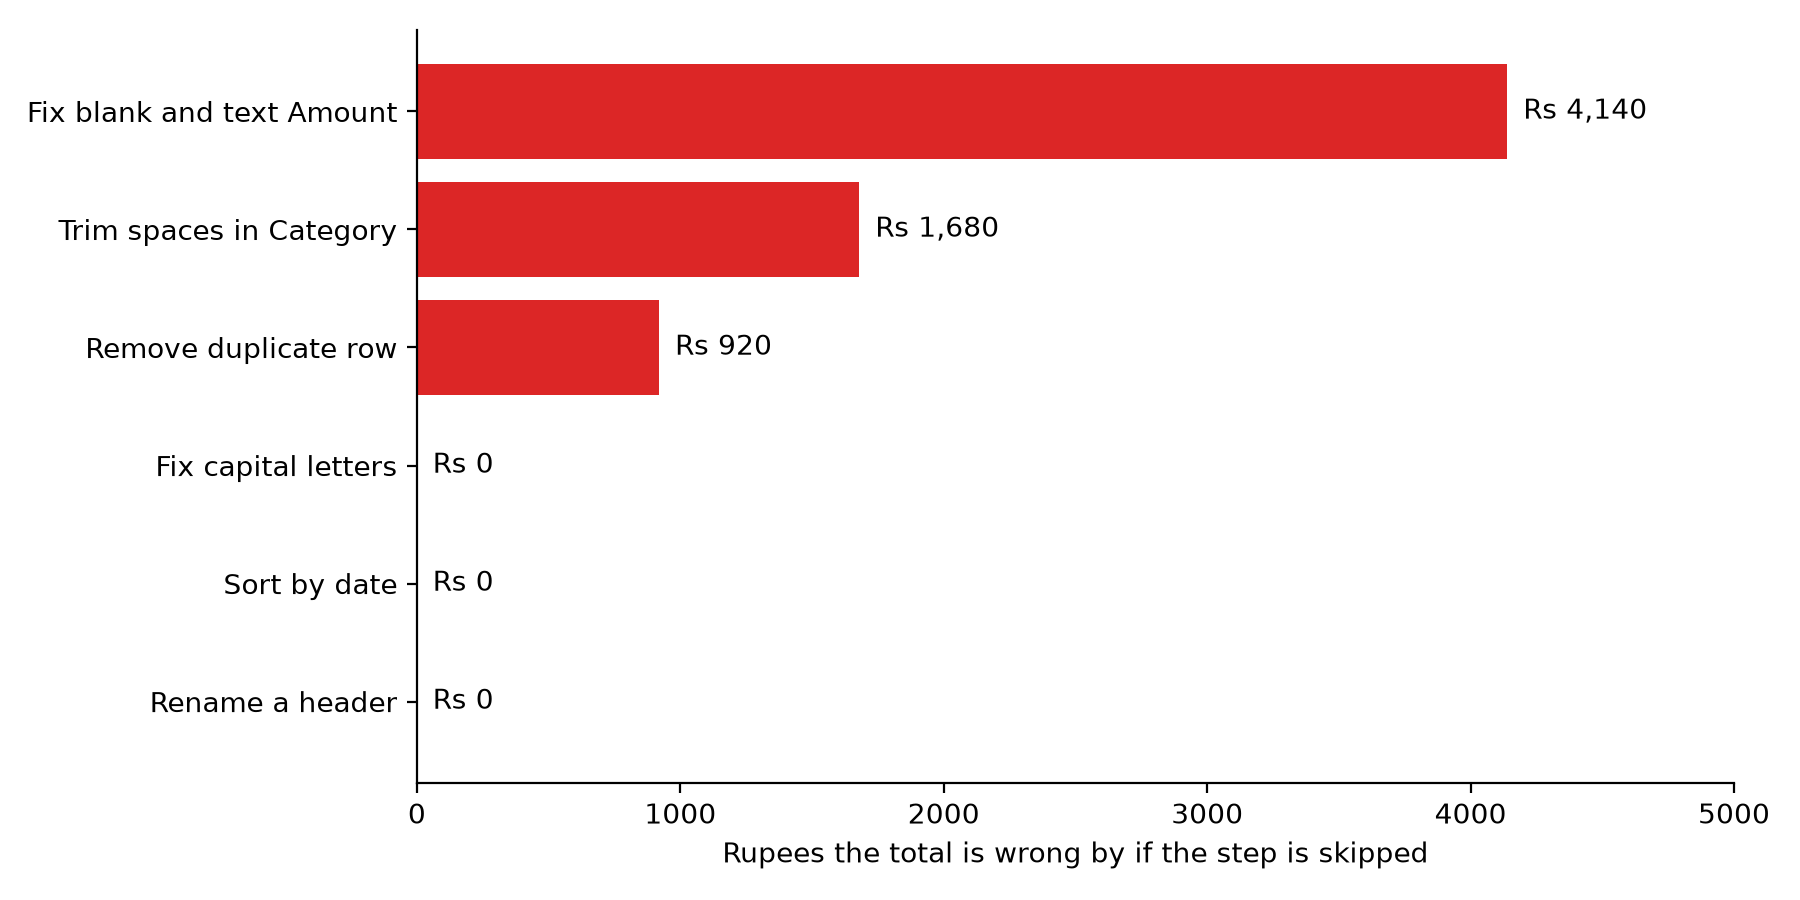 Fix blank and text Amount Rs 4,140
Trim spaces in Category Rs 1,680
Remove duplicate row Rs 920
Fix capital letters Rs 0
Sort by date Rs 0
Rename a header Rs 0
0 1000 2000 3000 4000 5000
Rupees the total is wrong by if the step is skipped